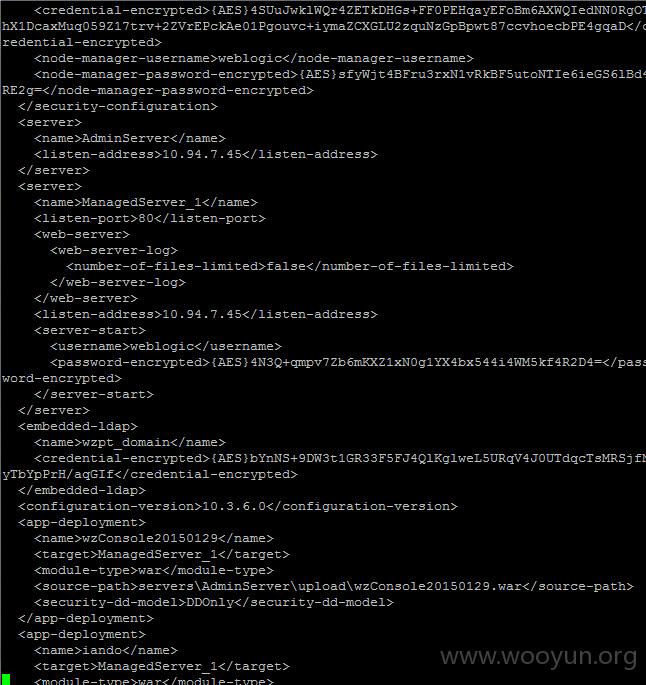 <credential-encrypted>{AES}4SUuJwklWQr4ZETkDHGs+FF0PEHqayEFoBm6AXWQIedNN0RgOT
hX1DcaxMuq059Z17trv+2ZVrEPckAe01Pgouvc+iymaZCXGLU2zquNzGpBpwt87ccvhoecbPE4gqaD</c
redential-encrypted>
<node-manager-username>weblogic</node-manager-username>
<node-manager-password-encrypted>{AES}sfyWjt4BFru3rxN1vRkBF5utoNTIe6ieGS6lBd4
RE2g=</node-manager-password-encrypted>
</security-configuration>
<server>
<name>AdminServer</name>
<listen-address>10.94.7.45</listen-address>
</server>
<server>
<name>ManagedServer_1</name>
<listen-port>80</listen-port>
<web-server>
<web-server-log>
<number-of-files-limited>false</number-of-files-limited>
</web-server-log>
</web-server>
<listen-address>10.94.7.45</listen-address>
<server-start>
<username>weblogic</username>
<password-encrypted>{AES}4N3Q+qmpv7Zb6mKXZ1xN0g1YX4bx544i4WM5kf4R2D4=</pass
word-encrypted>
</server-start>
</server>
<embedded-ldap>
<name>wzpt_domain</name>
<credential-encrypted>{AES}bYnNS+9DW3t1GR33F5FJ4QlKglweL5URqV4J0UTdqcTsMRSjfM
yTbYpPrH/aqGIf</credential-encrypted>
</embedded-ldap>
<configuration-version>10.3.6.0</configuration-version>
<app-deployment>
<name>wzConsole20150129</name>
<target>ManagedServer_1</target>
<module-type>war</module-type>
<source-path>servers\AdminServer\upload\wzConsole20150129.war</source-path>
<security-dd-model>DDOnly</security-dd-model>
</app-deployment>
<app-deployment>
<name>iando</name>
<target>ManagedServer_1</target>
<module-type>war</module-type>
www.wooyun.org